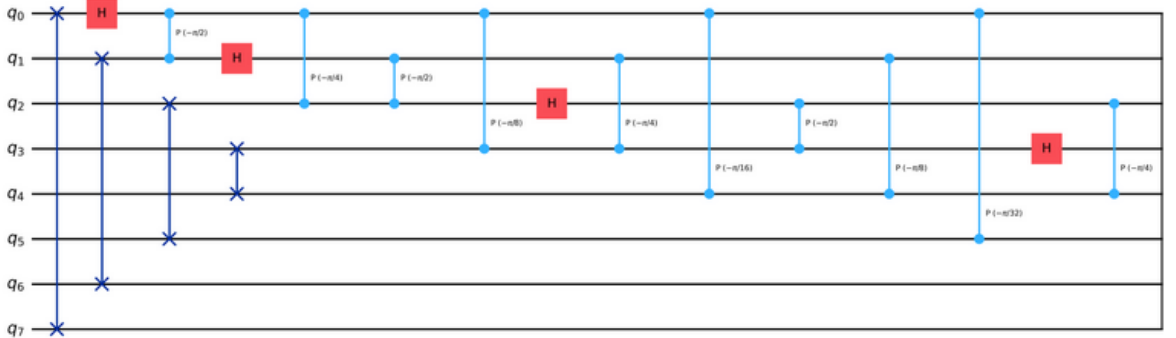 q0 H
P (−π/2)
q1 H
P (−π/4) P (−π/2)
q2 H
P (−π/8) P (−π/4) P (−π/2)
q3 H
P (−π/16) P (−π/8) P (−π/4)
q4
P (−π/32)
q5
q6
q7